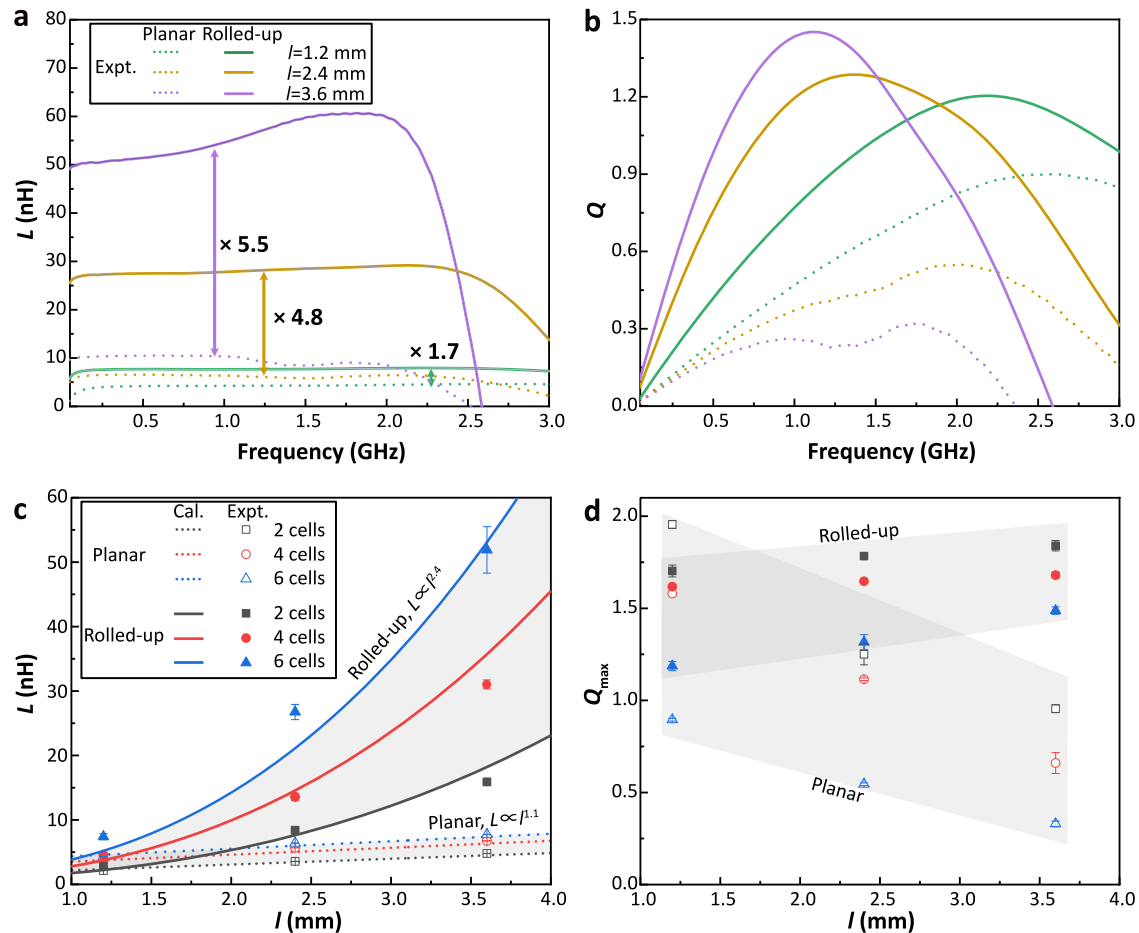 a
80
70
60
50
40
30
20
10
0
L (nH)
Planar Rolled-up
Expt.
l=1.2 mm
l=2.4 mm
l=3.6 mm
× 5.5
× 4.8
× 1.7
0.5 1.0 1.5 2.0 2.5 3.0
Frequency (GHz)
b
1.5
1.2
0.9
0.6
0.3
0.0
Q
0.5 1.0 1.5 2.0 2.5 3.0
Frequency (GHz)
c
60
50
40
30
20
10
0
L (nH)
Cal. Expt.
Planar
2 cells
4 cells
6 cells
Rolled-up
2 cells
4 cells
6 cells
Rolled-up, L∝l^2.4
Planar, L∝l^1.1
1.0 1.5 2.0 2.5 3.0 3.5 4.0
l (mm)
d
2.0
1.5
1.0
0.5
0.0
Qmax
Rolled-up
Planar
1.0 1.5 2.0 2.5 3.0 3.5 4.0
l (mm)